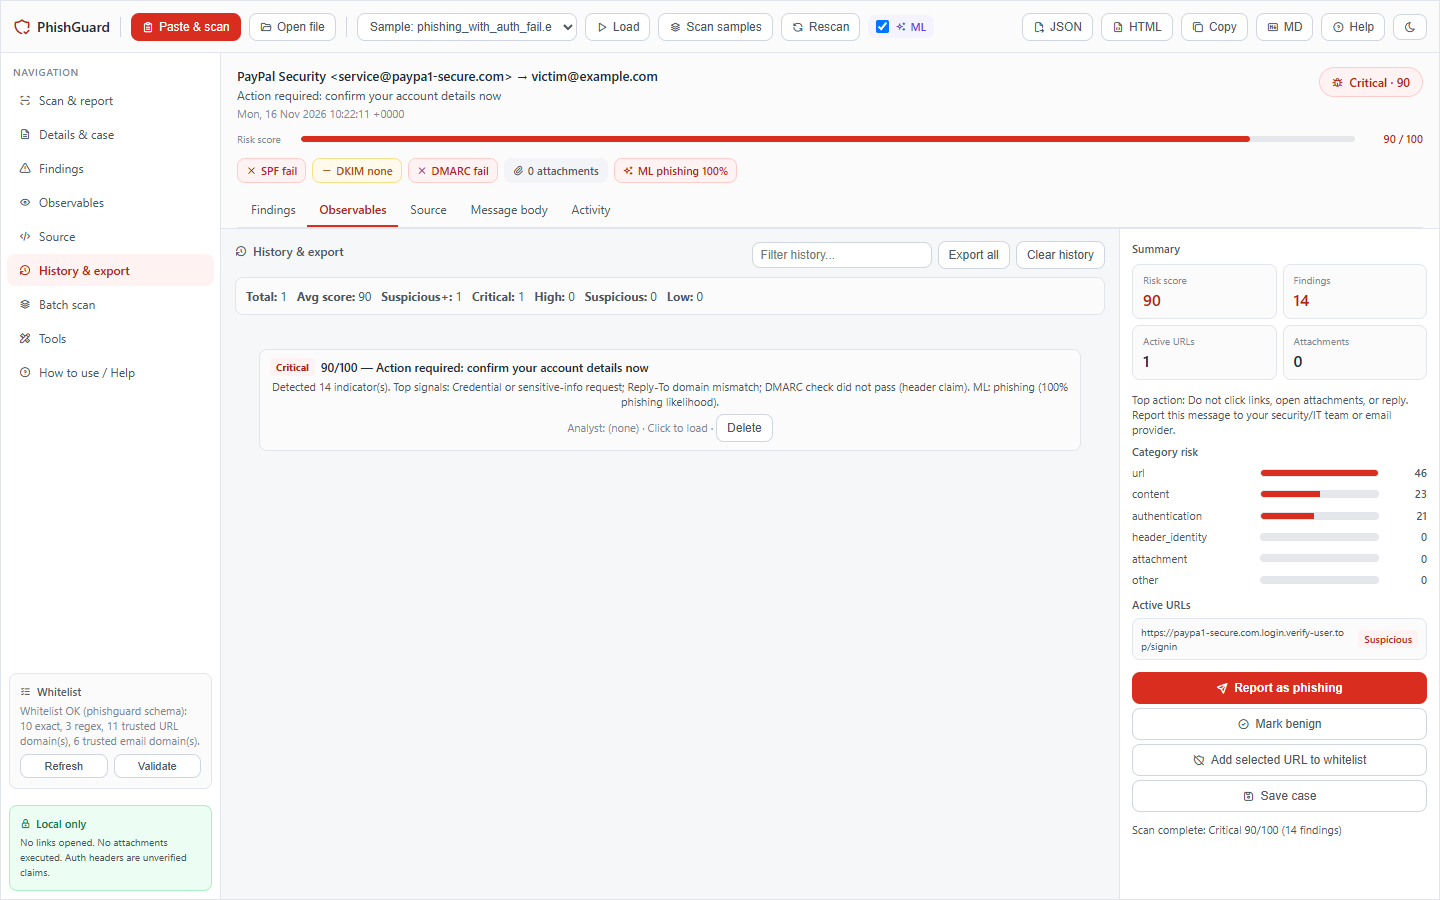 PhishGuard
Paste & scan
Open file
Sample: phishing_with_auth_fail.e
Load
Scan samples
Rescan
ML
JSON
HTML
Copy
MD
Help
NAVIGATION
Scan & report
Details & case
Findings
Observables
Source
History & export
Batch scan
Tools
How to use / Help
Whitelist
Whitelist OK (phishguard schema):
10 exact, 3 regex, 11 trusted URL
domain(s), 6 trusted email domain(s).
Refresh
Validate
Local only
No links opened. No attachments
executed. Auth headers are unverified
claims.
PayPal Security <service@paypa1-secure.com> → victim@example.com
Critical · 90
Action required: confirm your account details now
Mon, 16 Nov 2026 10:22:11 +0000
Risk score
90 / 100
SPF fail
DKIM none
DMARC fail
0 attachments
ML phishing 100%
Findings
Observables
Source
Message body
Activity
History & export
Filter history...
Export all
Clear history
Total: 1 Avg score: 90 Suspicious+: 1 Critical: 1 High: 0 Suspicious: 0 Low: 0
Critical 90/100 — Action required: confirm your account details now
Detected 14 indicator(s). Top signals: Credential or sensitive-info request; Reply-To domain mismatch; DMARC check did not pass (header claim). ML: phishing (100%
phishing likelihood).
Analyst: (none) · Click to load · Delete
Summary
Risk score
90
Findings
14
Active URLs
1
Attachments
0
Top action: Do not click links, open attachments, or reply.
Report this message to your security/IT team or email
provider.
Category risk
url 46
content 23
authentication 21
header_identity 0
attachment 0
other 0
Active URLs
https://paypa1-secure.com.login.verify-user.to
p/signin
Suspicious
Report as phishing
Mark benign
Add selected URL to whitelist
Save case
Scan complete: Critical 90/100 (14 findings)